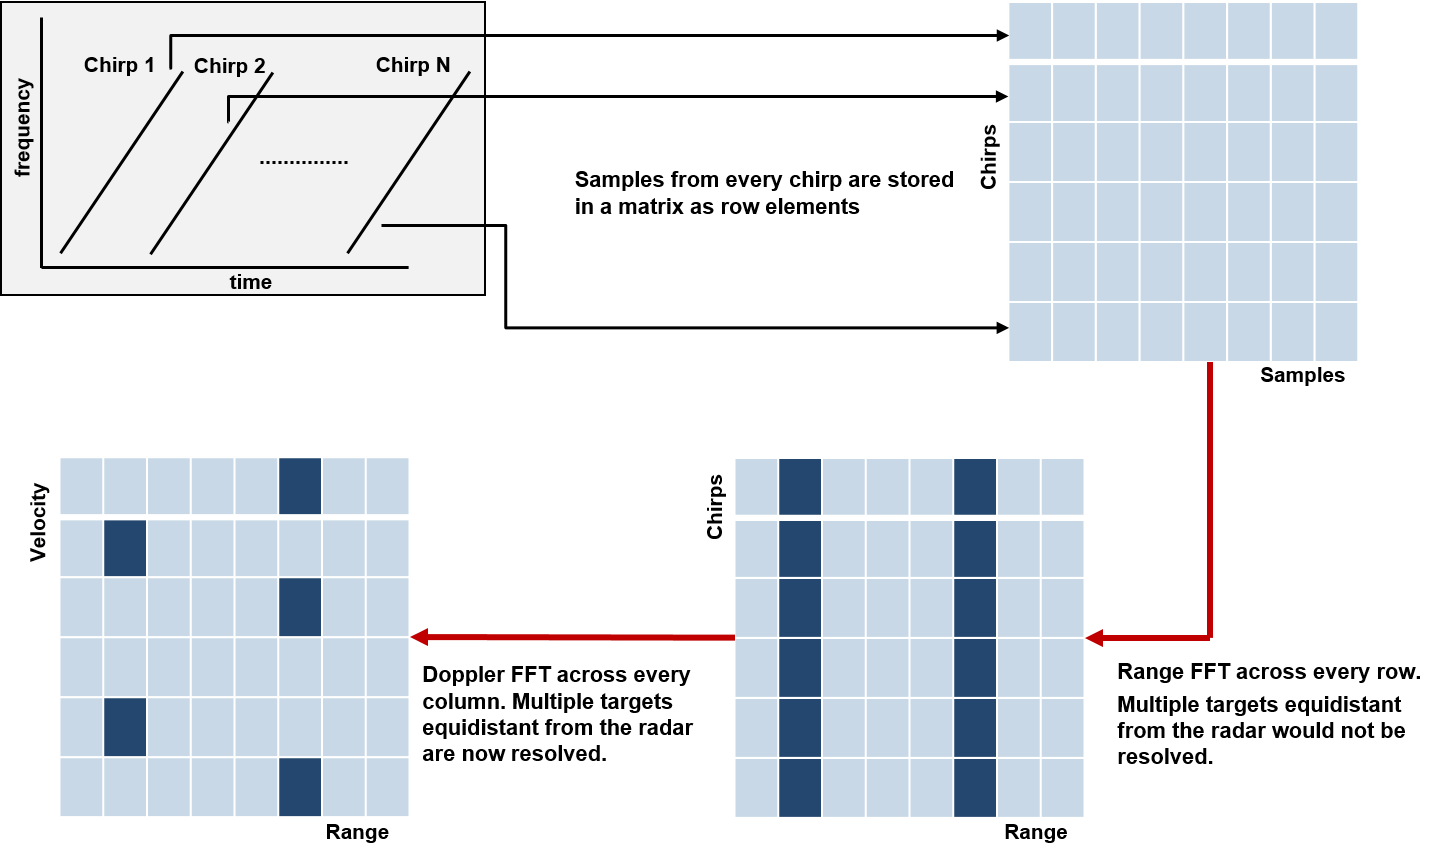 Chirp 1
Chirp 2
Chirp N
frequency
...............
time
Samples from every chirp are stored
in a matrix as row elements
Chirps
Samples
Range FFT across every row.
Multiple targets equidistant
from the radar would not be
resolved.
Chirps
Range
Doppler FFT across every
column. Multiple targets
equidistant from the radar
are now resolved.
Velocity
Range